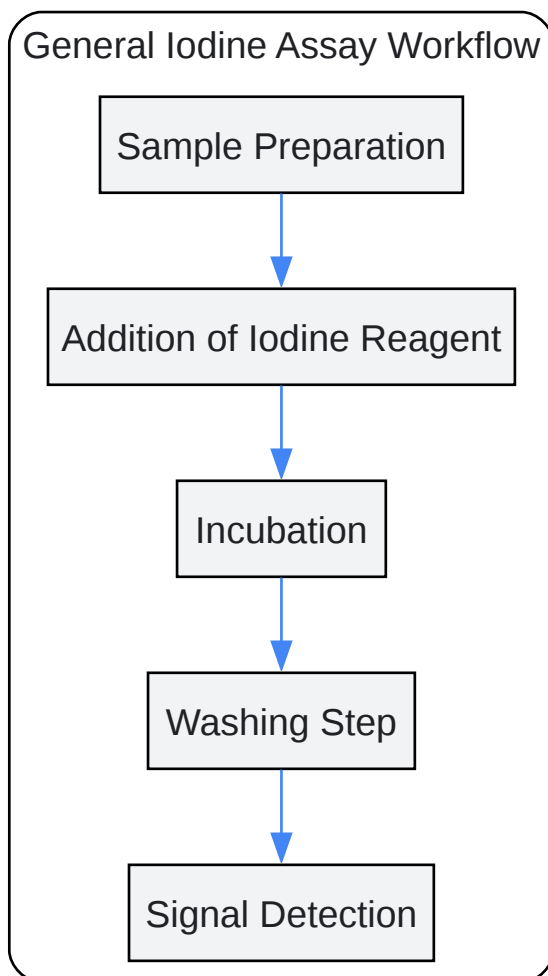 General Iodine Assay Workflow
Sample Preparation
Addition of Iodine Reagent
Incubation
Washing Step
Signal Detection